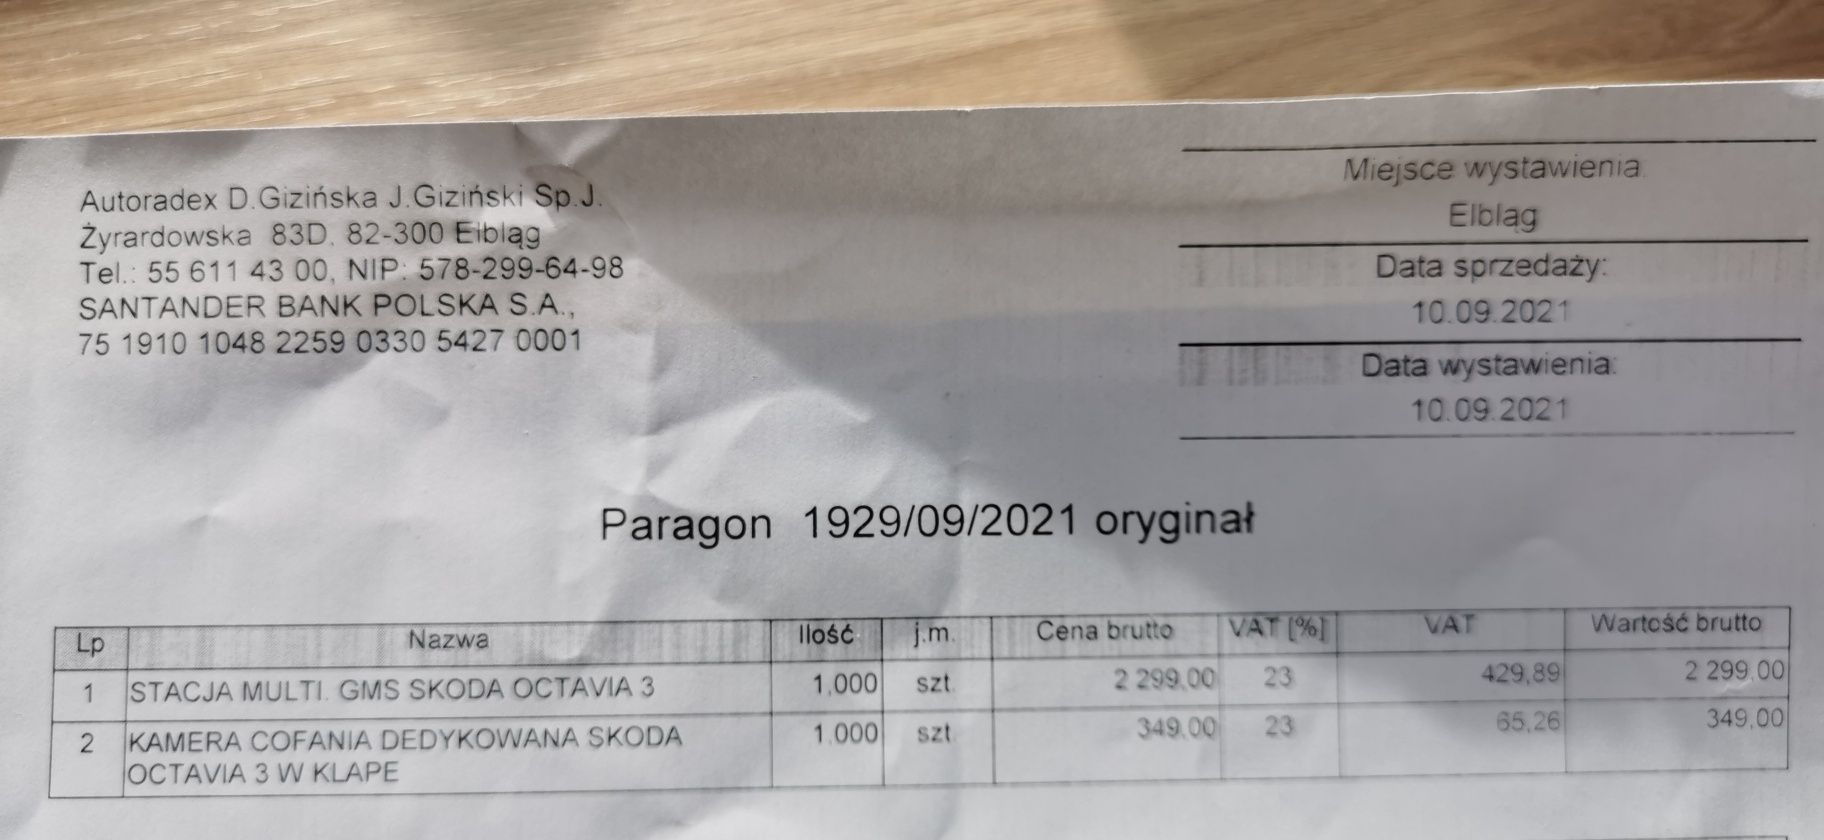 Autoradex D.Gizińska J.Giziński Sp.J.
Żyrardowska 83D, 82-300 Elbląg
Tel.: 55 611 43 00, NIP: 578-299-64-98
SANTANDER BANK POLSKA S.A.,
75 1910 1048 2259 0330 5427 0001
Miejsce wystawienia:
Elbląg
Data sprzedaży:
10.09.2021
Data wystawienia:
10.09.2021
Paragon 1929/09/2021 oryginał
Lp Nazwa Ilość j.m. Cena brutto VAT [%] VAT Wartość brutto
1 STACJA MULTI. GMS SKODA OCTAVIA 3 1,000 szt. 2 299,00 23 429,89 2 299,00
2 KAMERA COFANIA DEDYKOWANA SKODA 1,000 szt. 349,00 23 65,26 349,00
OCTAVIA 3 W KLAPE